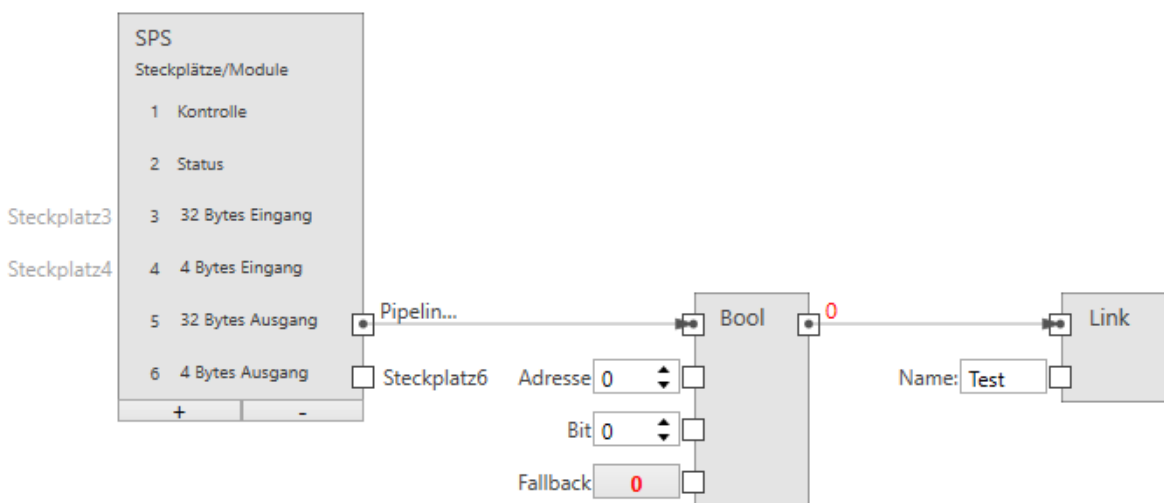 SPS
Steckplätze/Module
1 Kontrolle
2 Status
Steckplatz3 3 32 Bytes Eingang
Steckplatz4 4 4 Bytes Eingang
5 32 Bytes Ausgang Pipelin... Bool 0 Link
6 4 Bytes Ausgang Steckplatz6 Adresse 0 Name: Test
+ -
Bit 0
Fallback 0